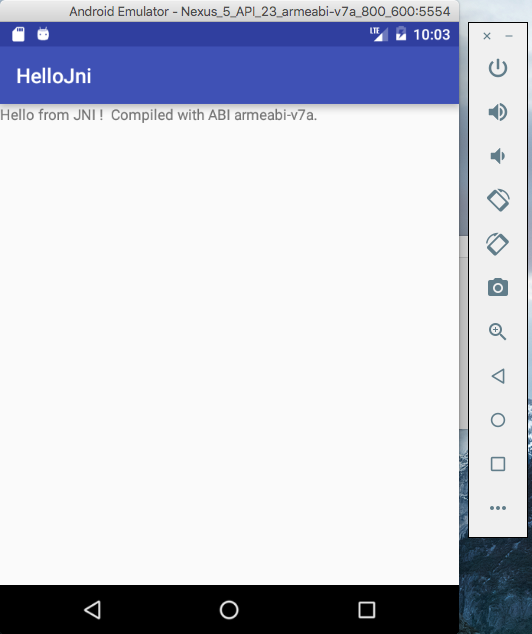 Android Emulator - Nexus_5_API_23_armeabi-v7a_800_600:5554
LTE 10:03
HelloJni
Hello from JNI !  Compiled with ABI armeabi-v7a.